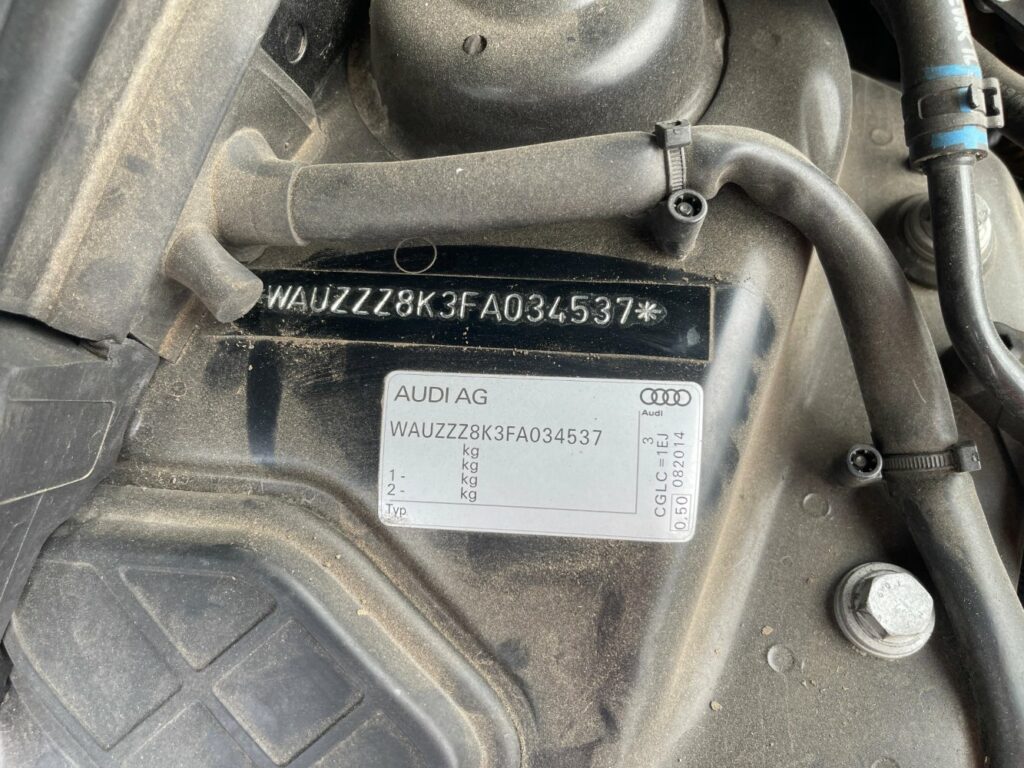 WAUZZZ8K3FA034537*
AUDI AG
Audi
WAUZZZ8K3FA034537
kg
kg
1 - kg
2 - kg
Typ
3
CGLC =1EJ
0.50 082014